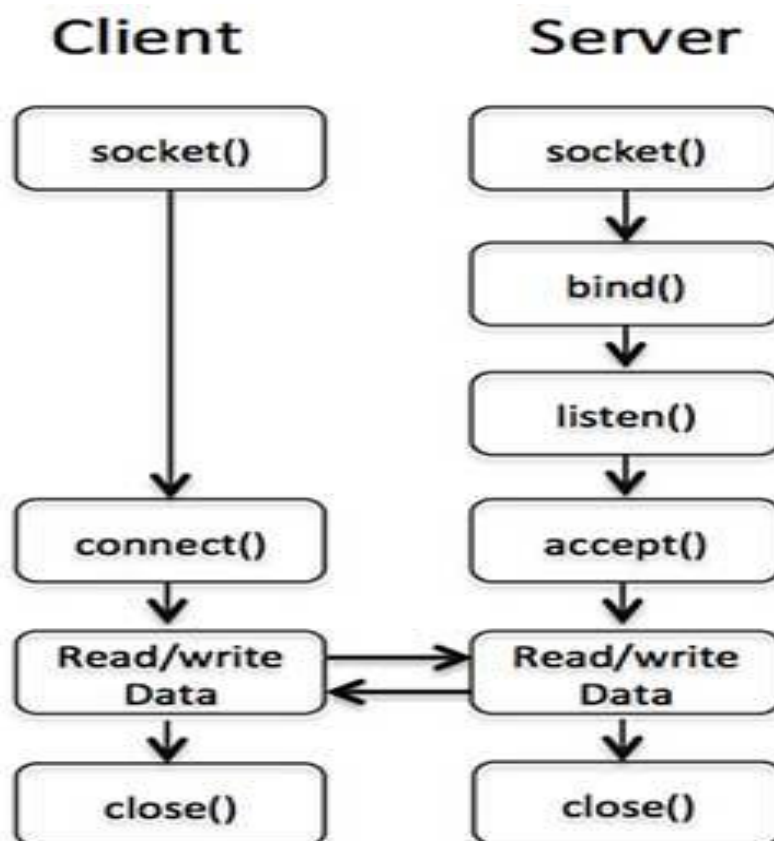 Client
Server
socket()
socket()
bind()
listen()
connect()
accept()
Read/write
Data
Read/write
Data
close()
close()